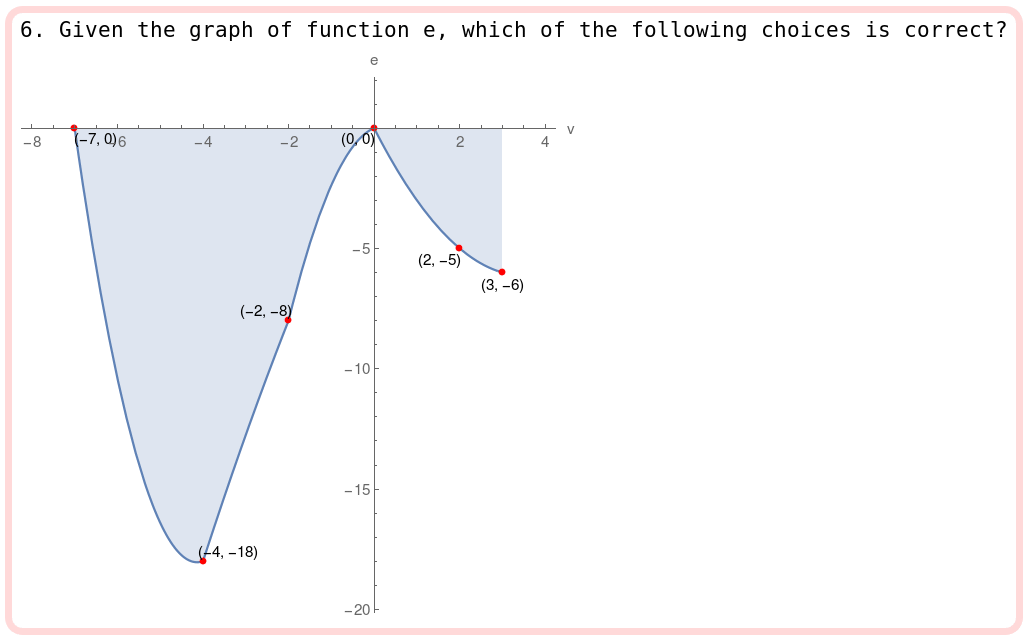 6. Given the graph of function e, which of the following choices is correct?
e
v
−8 −6 −4 −2 2 4
(−7, 0) (0, 0)
−5
(2, −5)
(3, −6)
(−2, −8)
−10
−15
(−4, −18)
−20